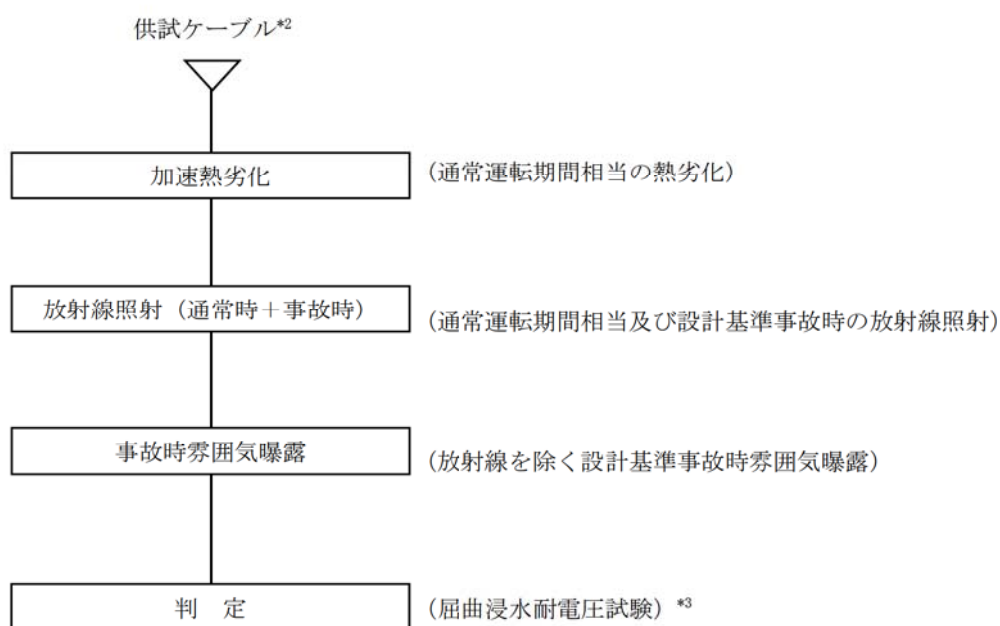 供試ケーブル*2
加速熱劣化 (通常運転期間相当の熱劣化)
放射線照射（通常時＋事故時） (通常運転期間相当及び設計基準事故時の放射線照射)
事故時雰囲気曝露 (放射線を除く設計基準事故時雰囲気曝露)
判　定 (屈曲浸水耐電圧試験) *3